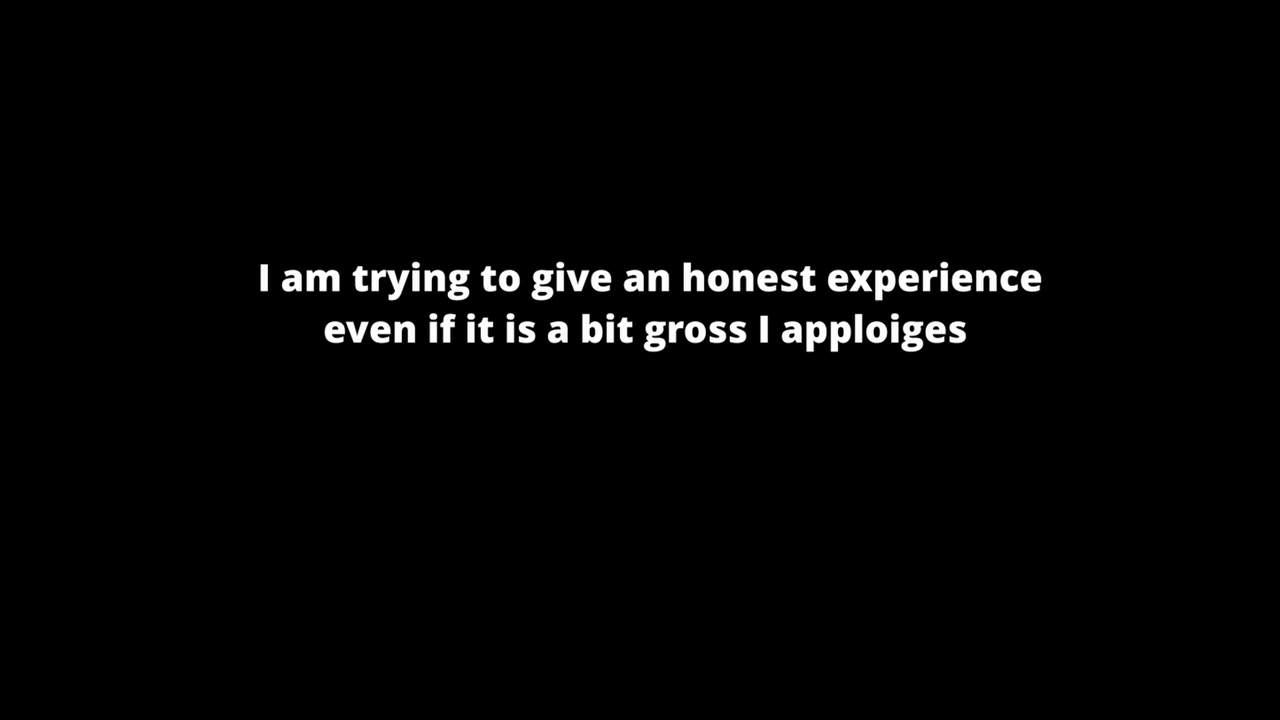 I am trying to give an honest experience
even if it is a bit gross I apploiges